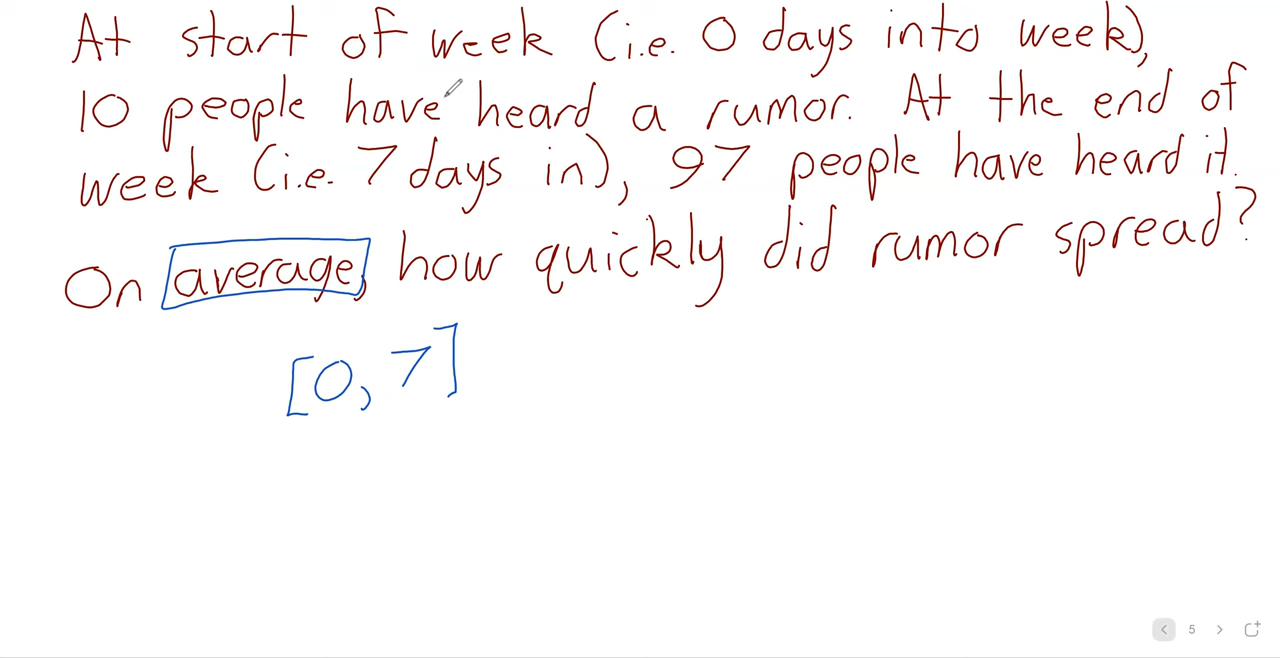 At start of week (i.e. 0 days into week),
10 people have heard a rumor. At the end of
week (i.e. 7 days in), 97 people have heard it.
On average, how quickly did rumor spread?
[0, 7]
5